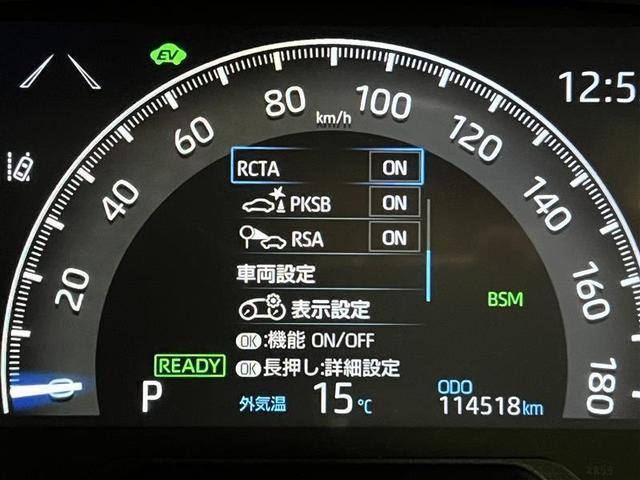 EV
12:5
0
20
40
60
80
100
120
140
160
180
km/h
RCTA ON
PKSB ON
RSA ON
車両設定
表示設定
OK:機能 ON/OFF
OK長押し:詳細設定
BSM
READY
P
外気温 15℃
ODO
114518km